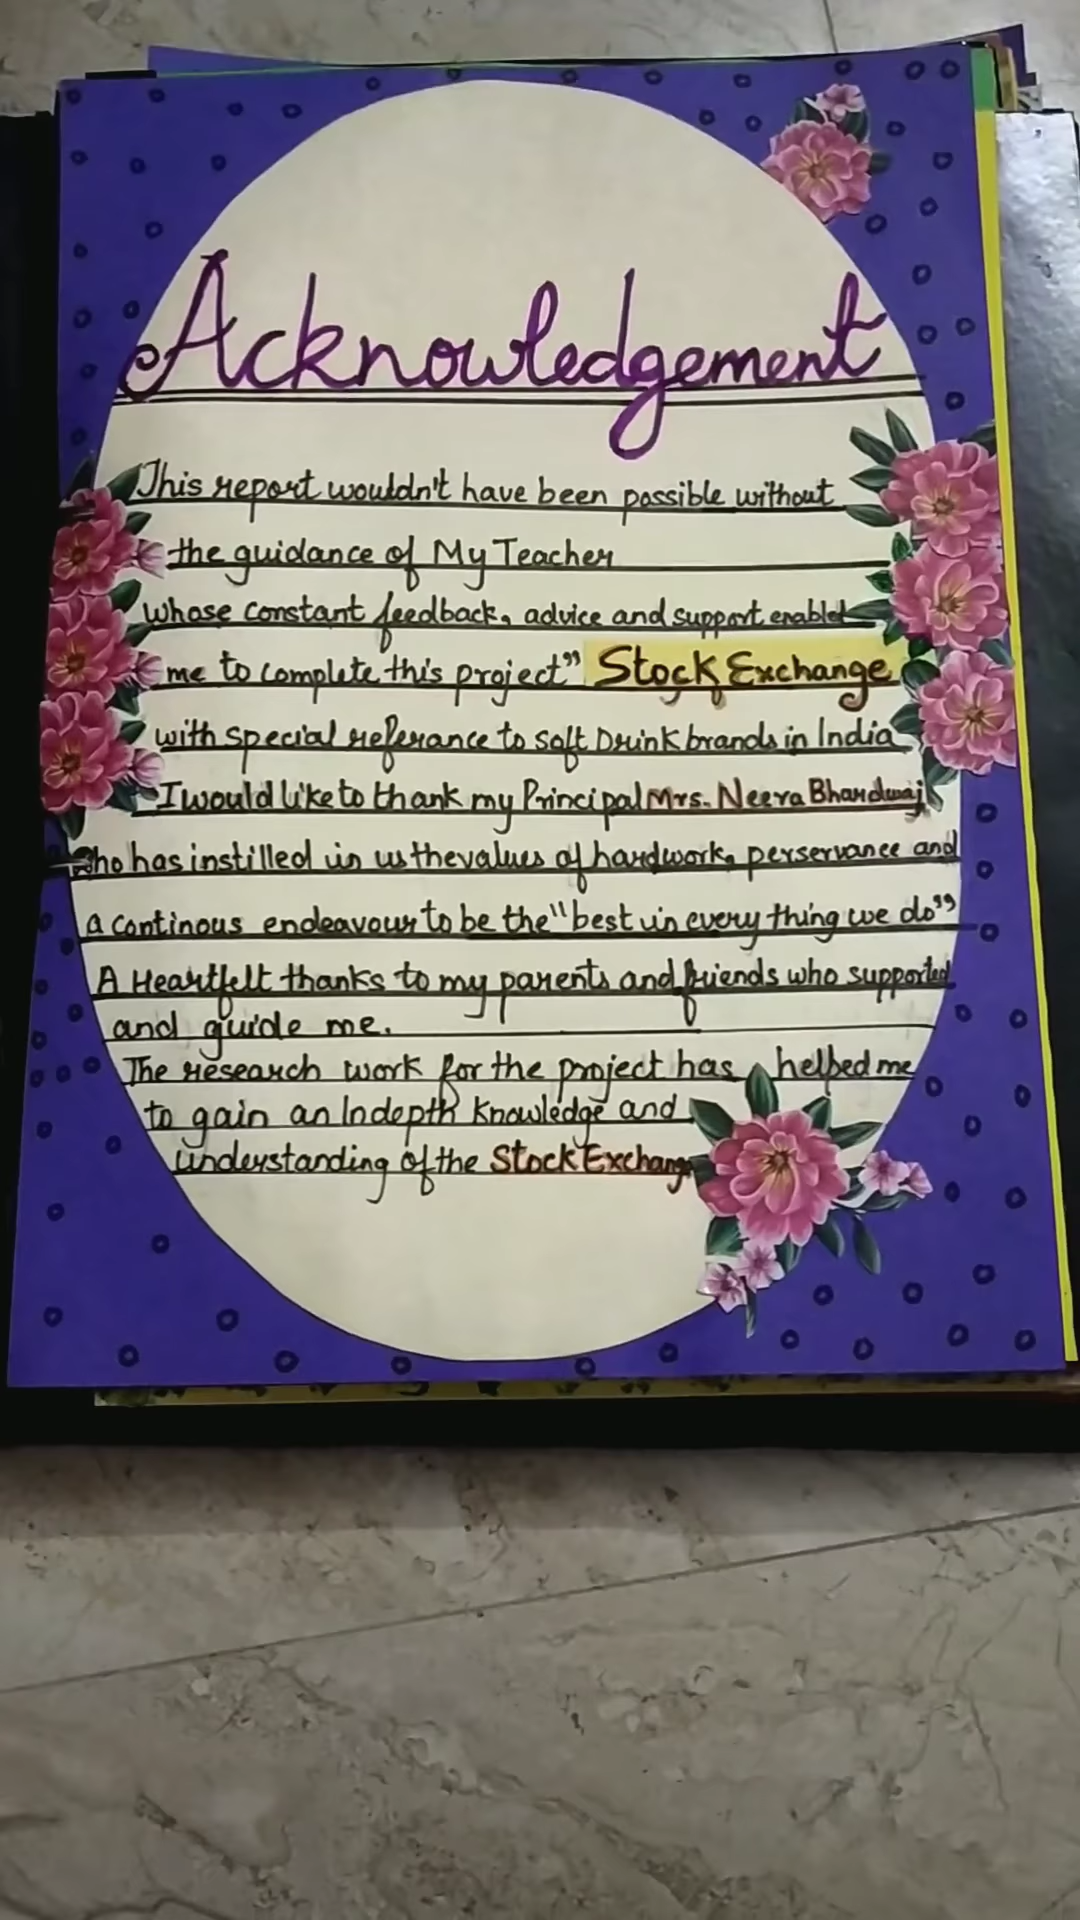 Acknowledgement
This report wouldn't have been possible without
the guidance of My Teacher
whose constant feedback, advice and support enabled
me to complete this project" Stock Exchange
with special referance to soft Drink brands in India
I would like to thank my Principal Mrs. Neera Bhardwaj
who has instilled in us the values of hardwork, perservance and
a continous endeavour to be the "best in every thing we do"
A Heartfelt thanks to my parents and friends who supported
and guide me.
The research work for the project has helped me
to gain an Indepth Knowledge and
understanding of the Stock Exchange